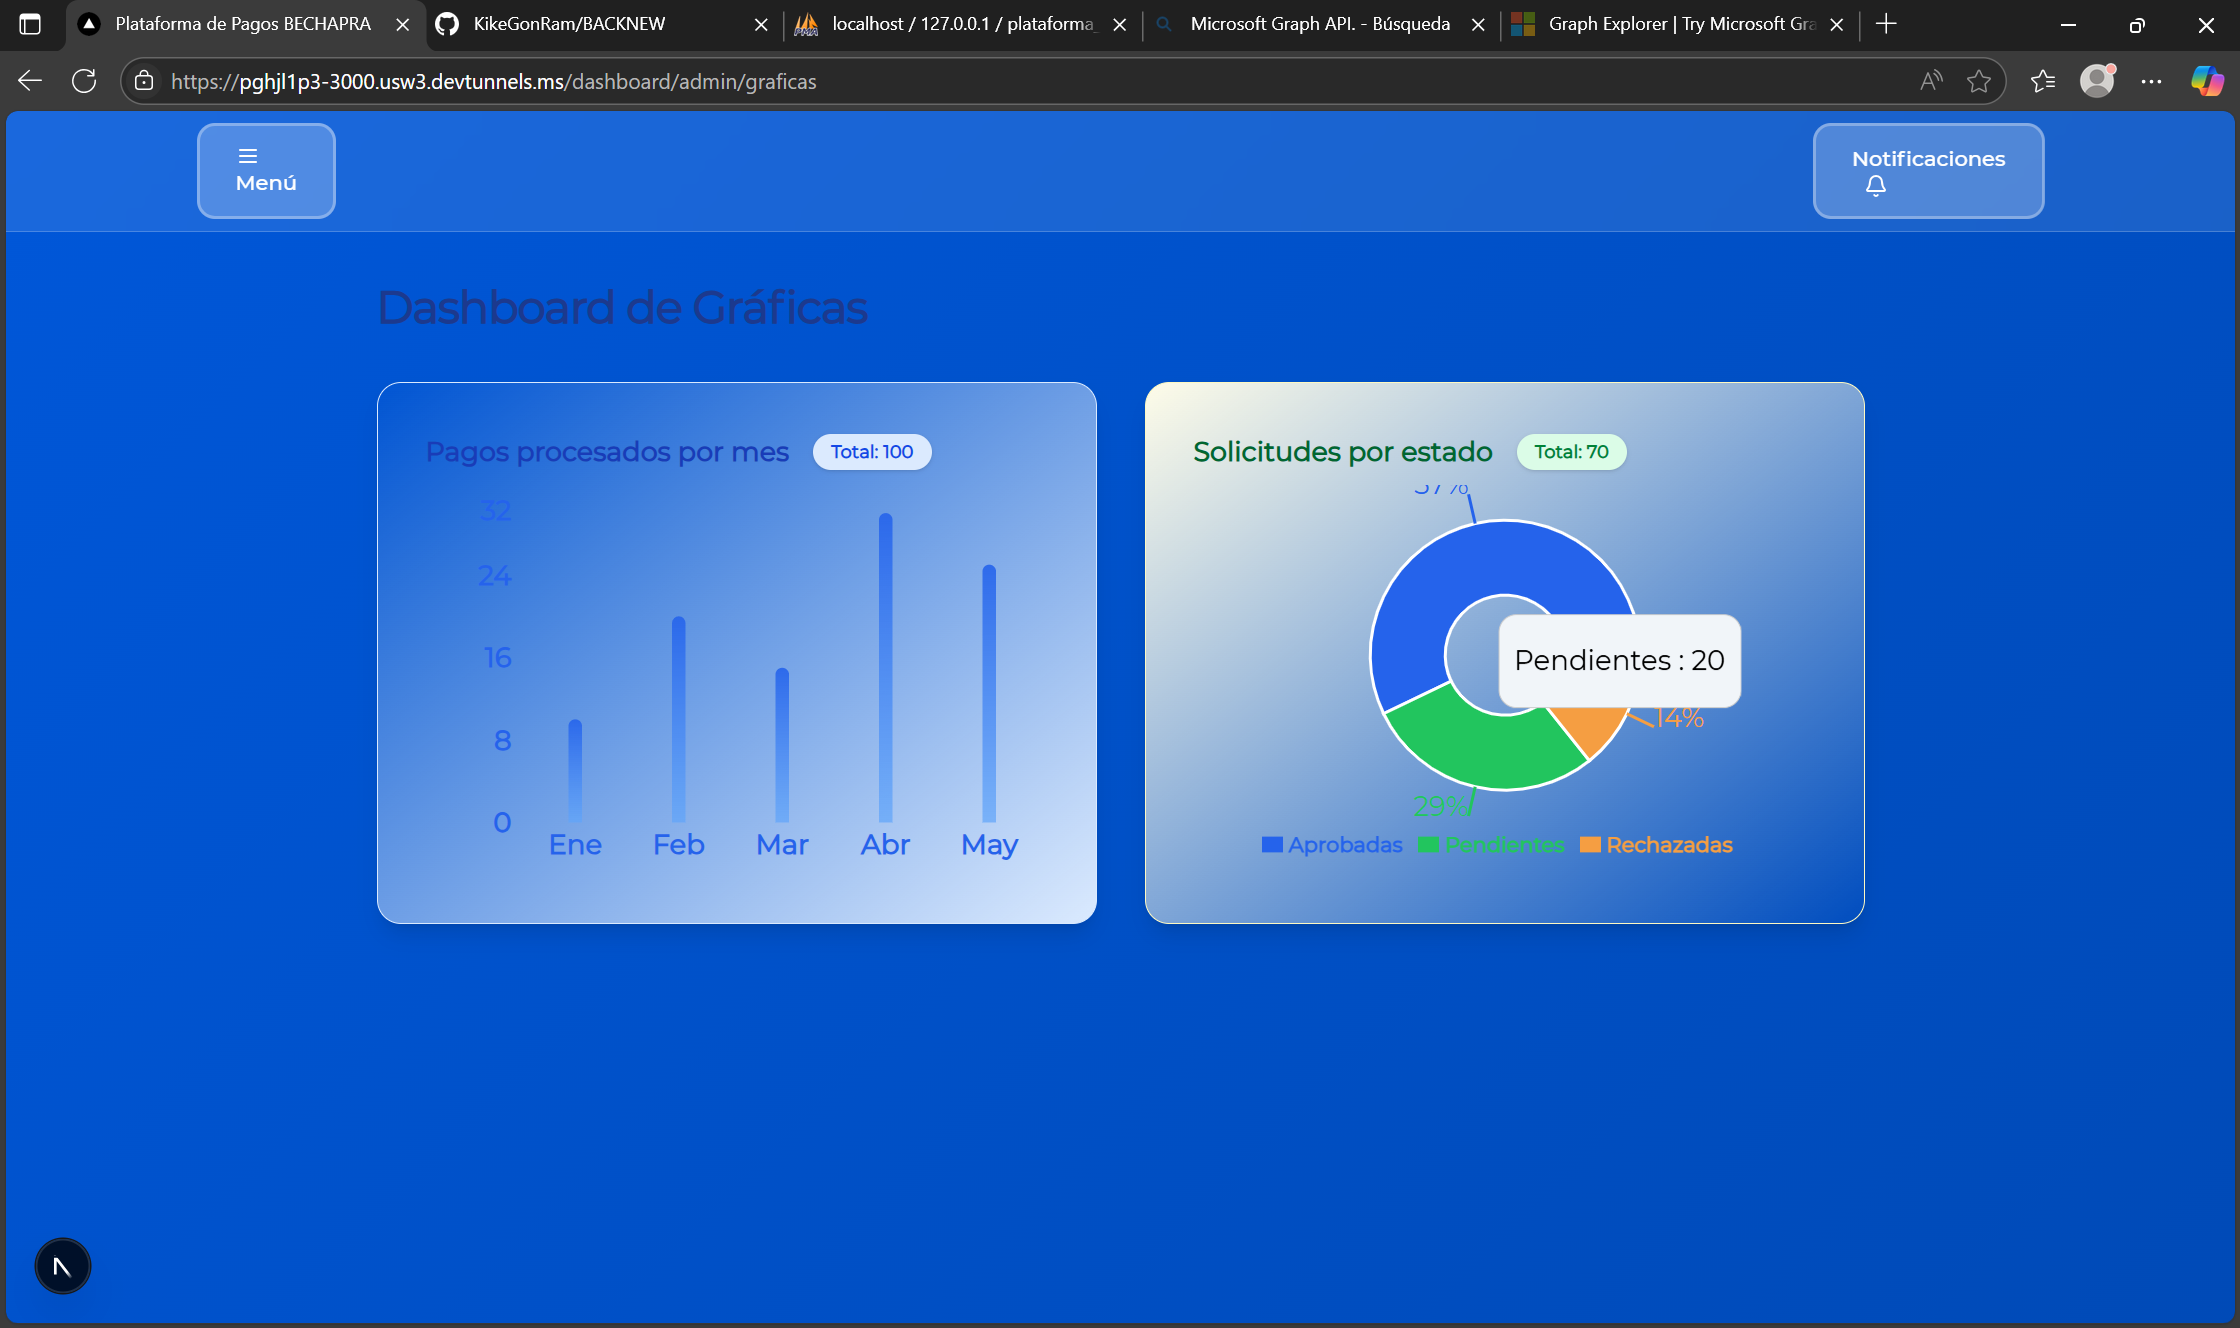 Plataforma de Pagos BECHAPRA
KikeGonRam/BACKNEW
localhost / 127.0.0.1 / plataforma_
Microsoft Graph API. - Búsqueda
Graph Explorer | Try Microsoft Gra
https://pghjl1p3-3000.usw3.devtunnels.ms/dashboard/admin/graficas
Menú
Notificaciones
Dashboard de Gráficas
Pagos procesados por mes
Total: 100
32
24
16
8
0
Ene Feb Mar Abr May
Solicitudes por estado
Total: 70
Pendientes : 20
14%
29%
Aprobadas Pendientes Rechazadas